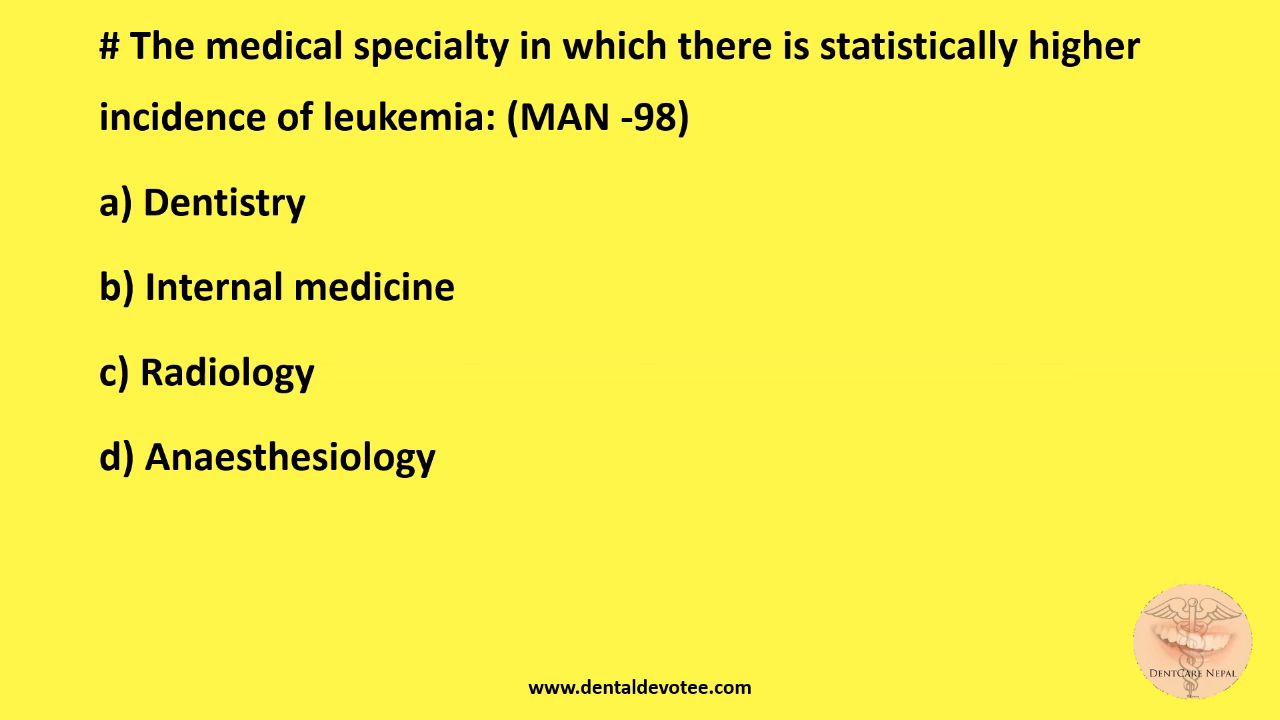 # The medical specialty in which there is statistically higher
incidence of leukemia: (MAN -98)
a) Dentistry
b) Internal medicine
c) Radiology
d) Anaesthesiology
DENTCARE NEPAL
www.dentaldevotee.com